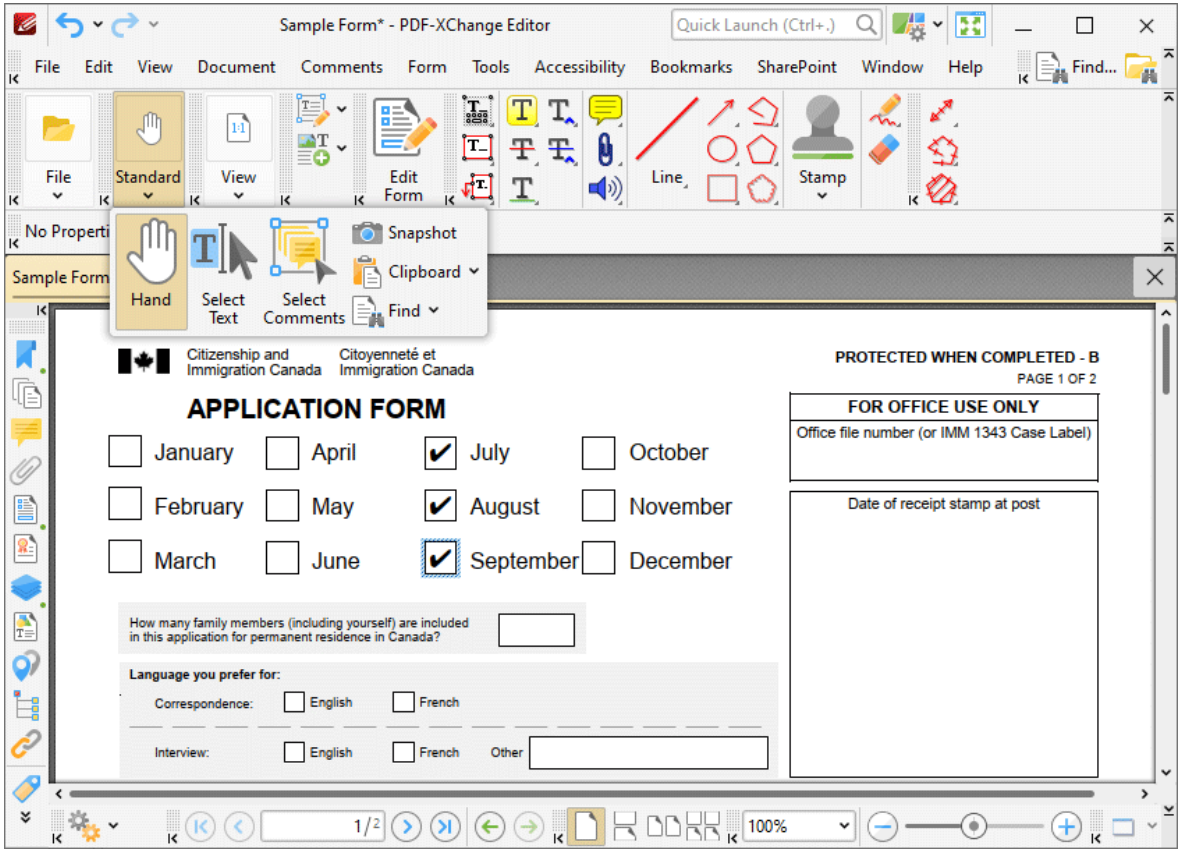 Sample Form* - PDF-XChange Editor
Quick Launch (Ctrl+.)
File Edit View Document Comments Form Tools Accessibility Bookmarks SharePoint Window Help Find...
File Standard View Edit Form Line Stamp
No Properti
Hand Select Text Select Comments
Snapshot
Clipboard
Find
Sample Form
Citizenship and Immigration Canada
Citoyenneté et Immigration Canada
PROTECTED WHEN COMPLETED - B
PAGE 1 OF 2
APPLICATION FORM
FOR OFFICE USE ONLY
Office file number (or IMM 1343 Case Label)
January April July October
February May August November
March June September December
Date of receipt stamp at post
How many family members (including yourself) are included
in this application for permanent residence in Canada?
Language you prefer for:
Correspondence: English French
Interview: English French Other
1/2
100%